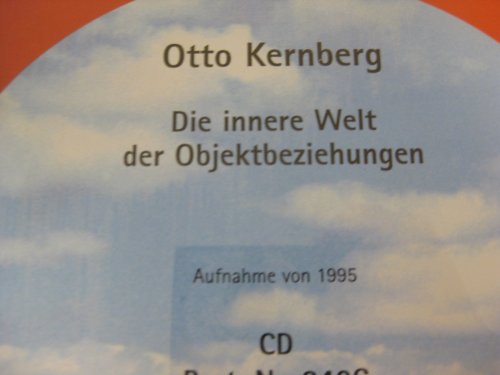 Otto Kernberg
Die innere Welt
der Objektbeziehungen
Aufnahme von 1995
CD